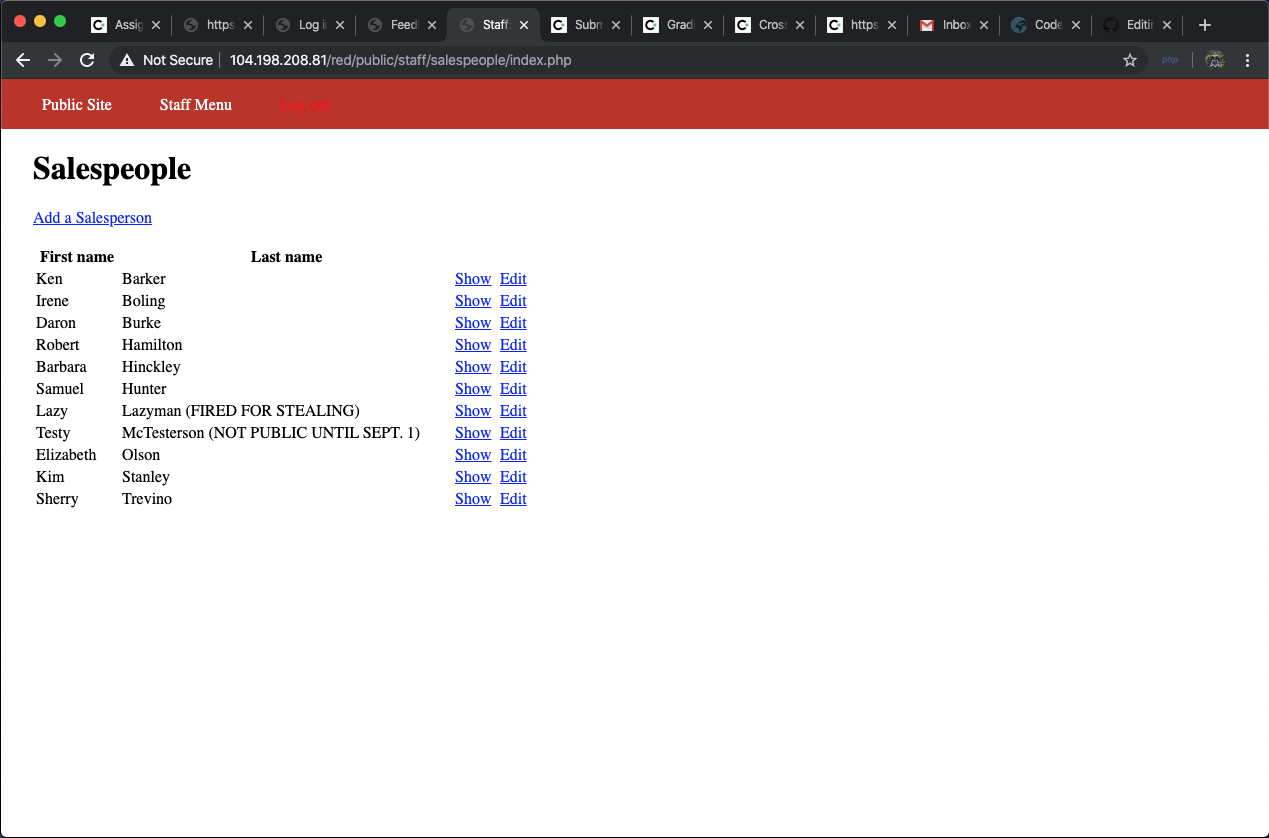 Assig https Log i Feed Staff: Subm Gradi Cros https Inbox Code Editin
Not Secure 104.198.208.81/red/public/staff/salespeople/index.php php
Public Site Staff Menu Log out
Salespeople
Add a Salesperson
First name Last name
Ken Barker Show Edit
Irene Boling Show Edit
Daron Burke Show Edit
Robert Hamilton Show Edit
Barbara Hinckley Show Edit
Samuel Hunter Show Edit
Lazy Lazyman (FIRED FOR STEALING) Show Edit
Testy McTesterson (NOT PUBLIC UNTIL SEPT. 1) Show Edit
Elizabeth Olson Show Edit
Kim Stanley Show Edit
Sherry Trevino Show Edit